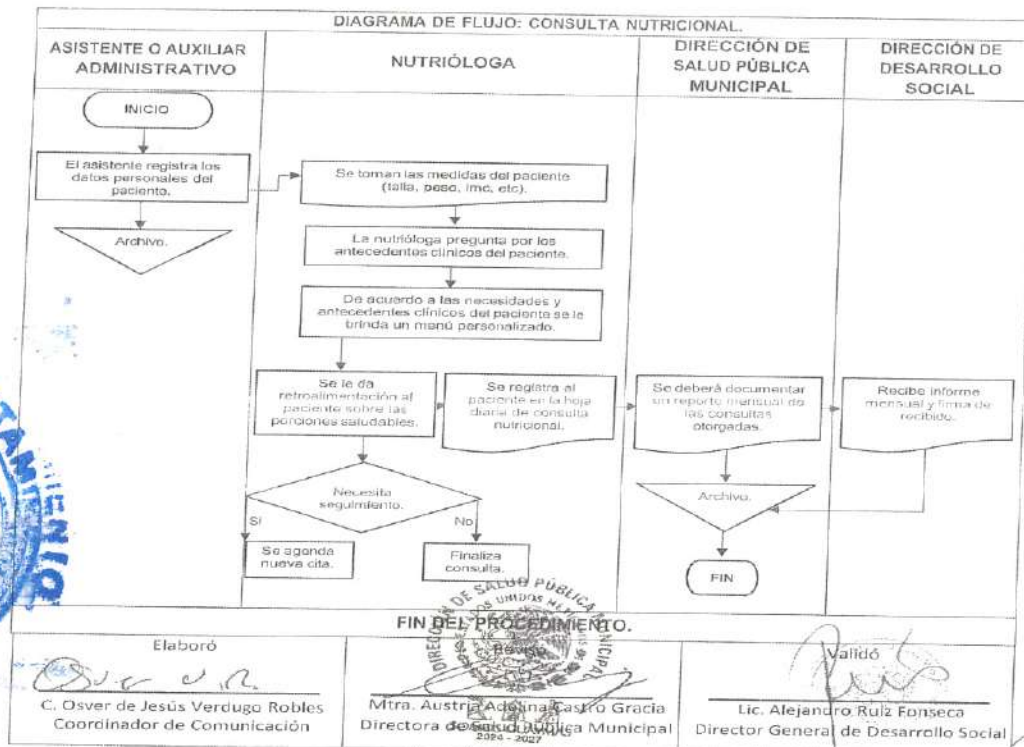 DIAGRAMA DE FLUJO: CONSULTA NUTRICIONAL.
ASISTENTE O AUXILIAR
ADMINISTRATIVO
NUTRIÓLOGA
DIRECCIÓN DE
SALUD PÚBLICA
MUNICIPAL
DIRECCIÓN DE
DESARROLLO
SOCIAL
INICIO
El asistente registra los
datos personales del
paciente.
Archivo.
Se toman las medidas del paciente
(talla, peso, imc, etc).
La nutrióloga pregunta por los
antecedentes clínicos del paciente.
De acuerdo a las necesidades y
antecedentes clínicos del paciente se le
brinda un menú personalizado.
Se le da
retroalimentación al
paciente sobre las
porciones saludables.
Se registra al
paciente en la hoja
diaria de consulta
nutricional.
Se deberá documentar
un reporte mensual de
las consultas
otorgadas.
Recibe informe
mensual y firma de
recibido.
Necesita
seguimiento.
Si
No
Se agenda
nueva cita.
Finaliza
consulta.
Archivo.
FIN
FIN DEL PROCEDIMIENTO.
DIRECCIÓN DE SALUD PÚBLICA MUNICIPAL
2024 - 2027
Elaboró
C. Osver de Jesús Verdugo Robles
Coordinador de Comunicación
Mtra. Austria Adelina Castro Gracia
Directora de Salud Pública Municipal
Validó
Lic. Alejandro Ruiz Fonseca
Director General de Desarrollo Social